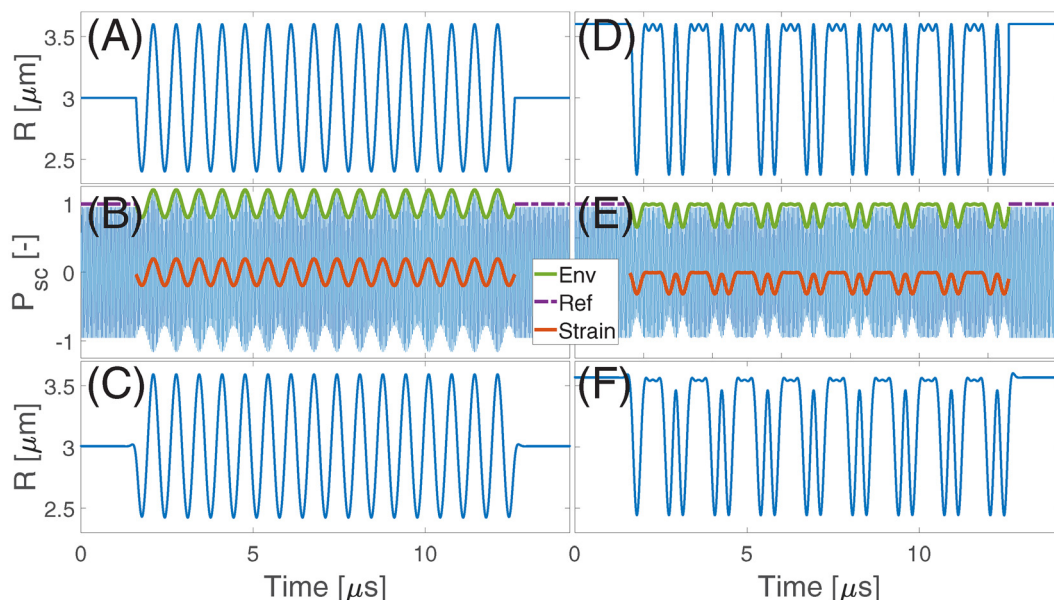 (A)
3.5
3
2.5
R [μm]
(D)
(B)
1
0
-1
P_sc [-]
Env
Ref
Strain
(E)
(C)
3.5
3
2.5
R [μm]
(F)
0 5 10
5 10
Time [μs]
Time [μs]